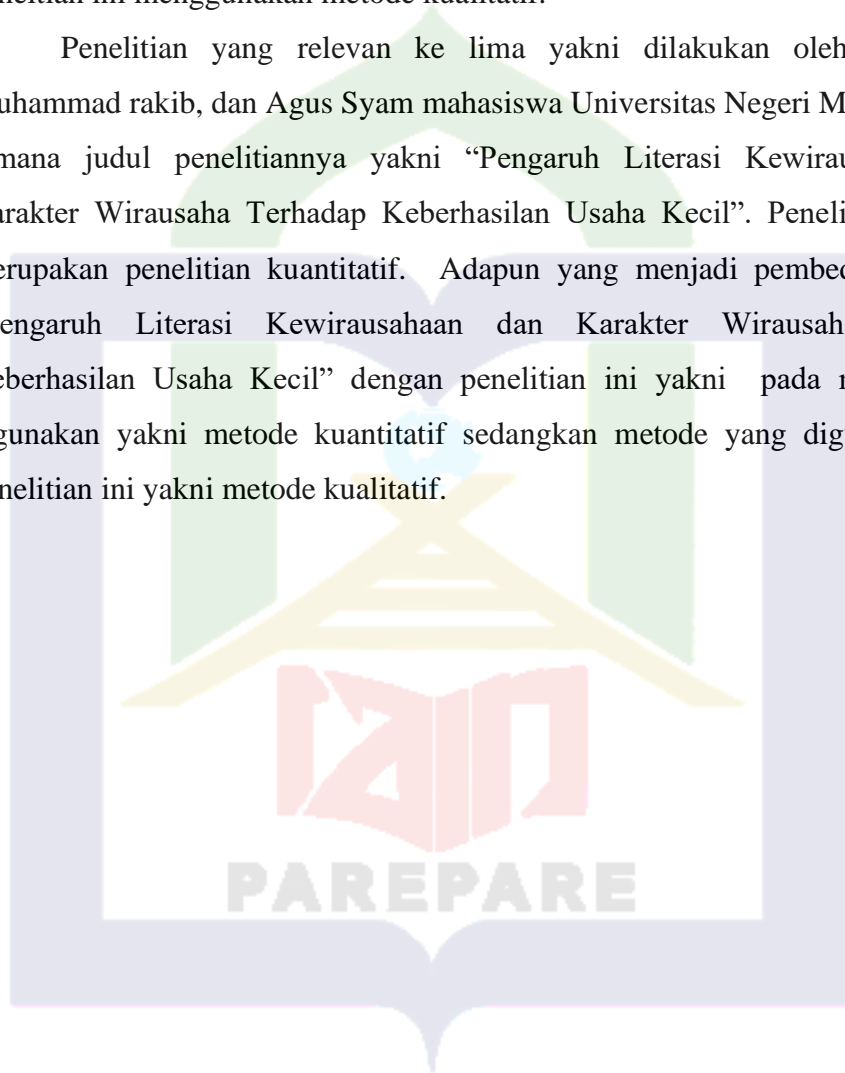 penelitian ini menggunakan metode kualitatif.
Penelitian yang relevan ke lima yakni dilakukan oleh
uhammad rakib, dan Agus Syam mahasiswa Universitas Negeri M
mana judul penelitiannya yakni “Pengaruh Literasi Kewirau
arakter Wirausaha Terhadap Keberhasilan Usaha Kecil”. Peneli
erupakan penelitian kuantitatif. Adapun yang menjadi pembed
engaruh Literasi Kewirausahaan dan Karakter Wirausaha
eberhasilan Usaha Kecil” dengan penelitian ini yakni pada
gunakan yakni metode kuantitatif sedangkan metode yang dig
nelitian ini yakni metode kualitatif.
iain
PAREPARE